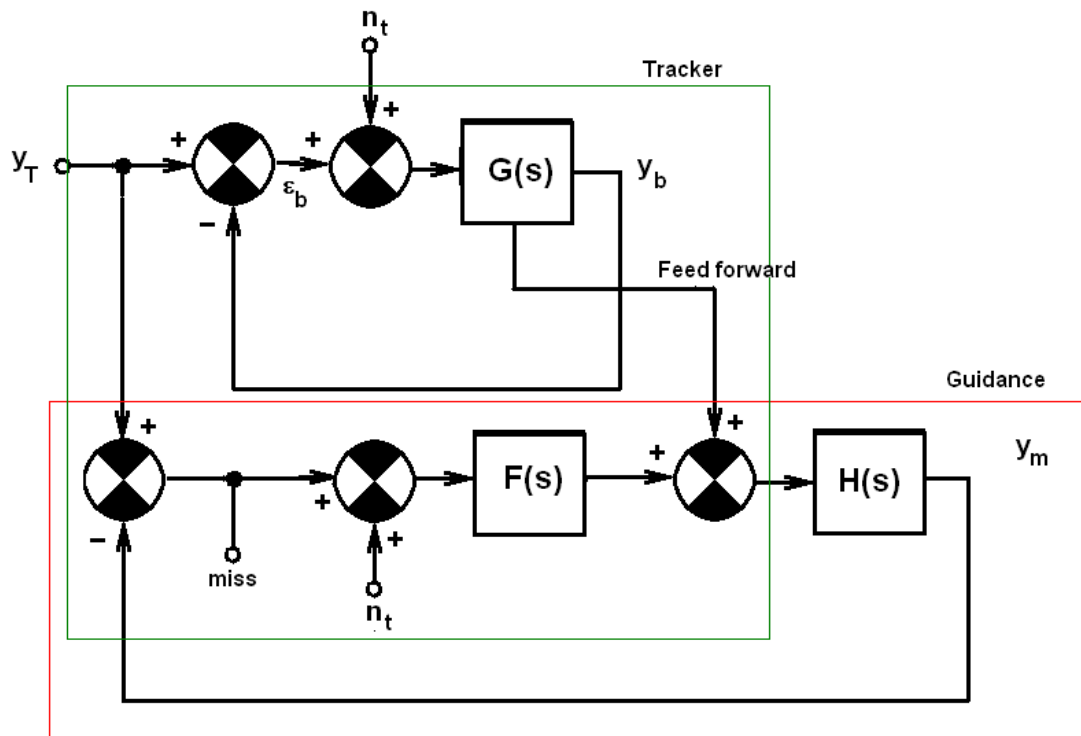 n_t
Tracker
+
+
+
y_T
G(s)
y_b
ε_b
−
Feed forward
Guidance
+
+
y_m
+
F(s)
H(s)
+
−
+
miss
n_t